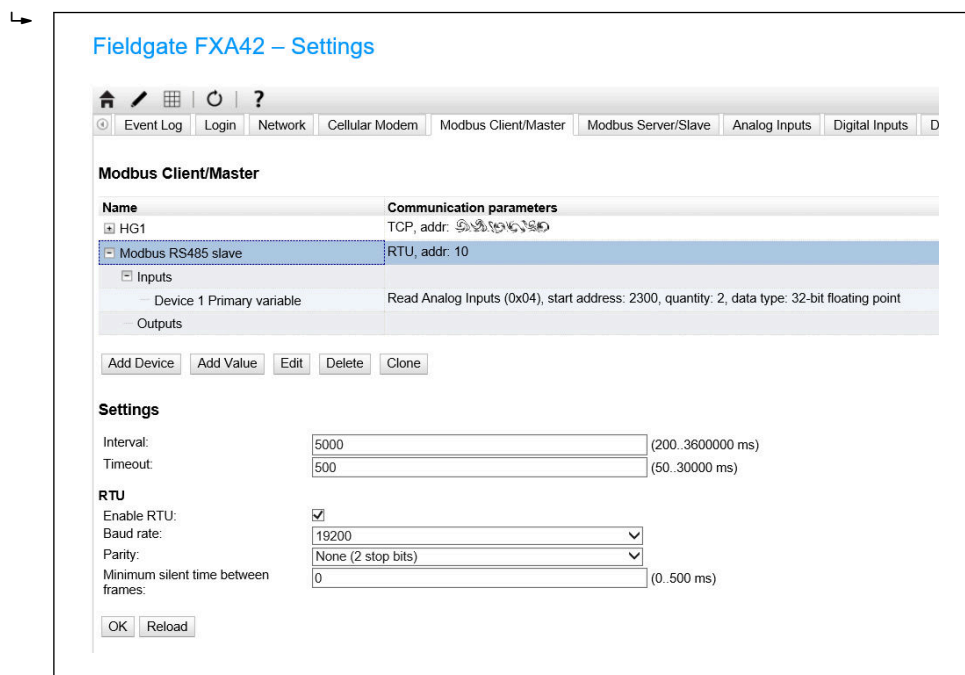 Fieldgate FXA42 – Settings
?
Event Log Login Network Cellular Modem Modbus Client/Master Modbus Server/Slave Analog Inputs Digital Inputs D
Modbus Client/Master
Name Communication parameters
HG1 TCP, addr:
Modbus RS485 slave RTU, addr: 10
Inputs
Device 1 Primary variable Read Analog Inputs (0x04), start address: 2300, quantity: 2, data type: 32-bit floating point
Outputs
Add Device Add Value Edit Delete Clone
Settings
Interval: 5000 (200..3600000 ms)
Timeout: 500 (50..30000 ms)
RTU
Enable RTU:
Baud rate: 19200
Parity: None (2 stop bits)
Minimum silent time between
frames: 0 (0..500 ms)
OK Reload